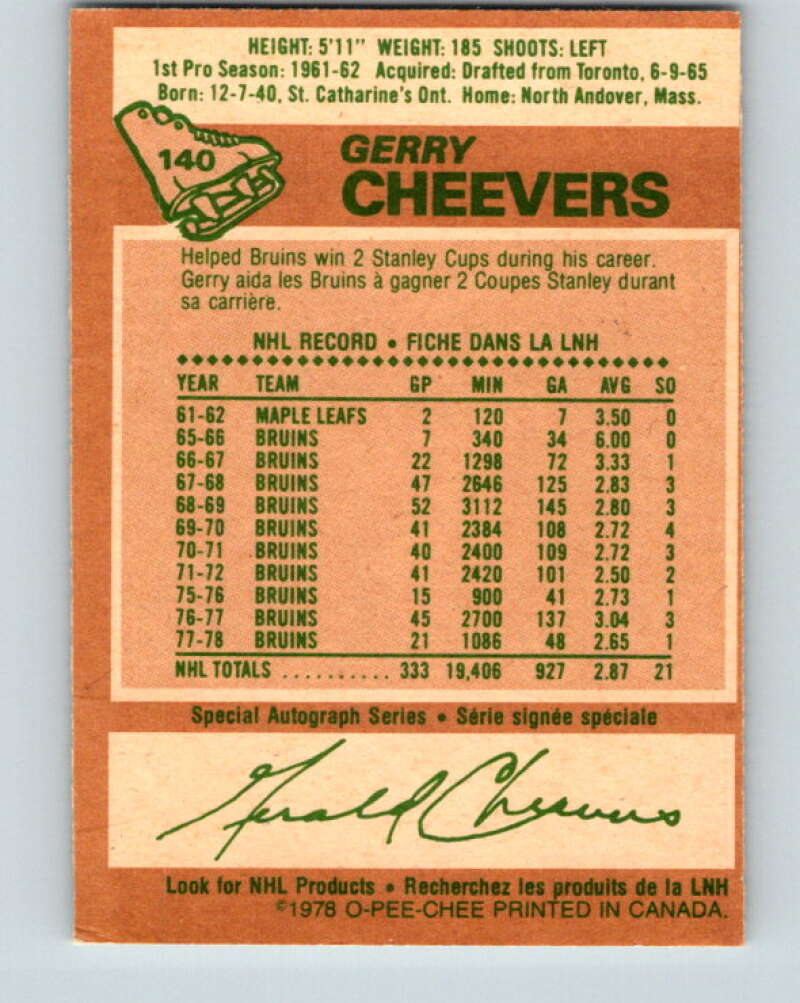 HEIGHT: 5'11" WEIGHT: 185 SHOOTS: LEFT
1st Pro Season: 1961-62 Acquired: Drafted from Toronto, 6-9-65
Born: 12-7-40, St. Catharine's Ont. Home: North Andover, Mass.
140
GERRY
CHEEVERS
Helped Bruins win 2 Stanley Cups during his career.
Gerry aida les Bruins à gagner 2 Coupes Stanley durant
sa carrière.
NHL RECORD • FICHE DANS LA LNH
YEAR TEAM GP MIN GA AVG SO
61-62 MAPLE LEAFS 2 120 7 3.50 0
65-66 BRUINS 7 340 34 6.00 0
66-67 BRUINS 22 1298 72 3.33 1
67-68 BRUINS 47 2646 125 2.83 3
68-69 BRUINS 52 3112 145 2.80 3
69-70 BRUINS 41 2384 108 2.72 4
70-71 BRUINS 40 2400 109 2.72 3
71-72 BRUINS 41 2420 101 2.50 2
75-76 BRUINS 15 900 41 2.73 1
76-77 BRUINS 45 2700 137 3.04 3
77-78 BRUINS 21 1086 48 2.65 1
NHL TOTALS .......... 333 19,406 927 2.87 21
Special Autograph Series • Série signée spéciale
Gerald Cheevers
Look for NHL Products • Recherchez les produits de la LNH
©1978 O-PEE-CHEE PRINTED IN CANADA.